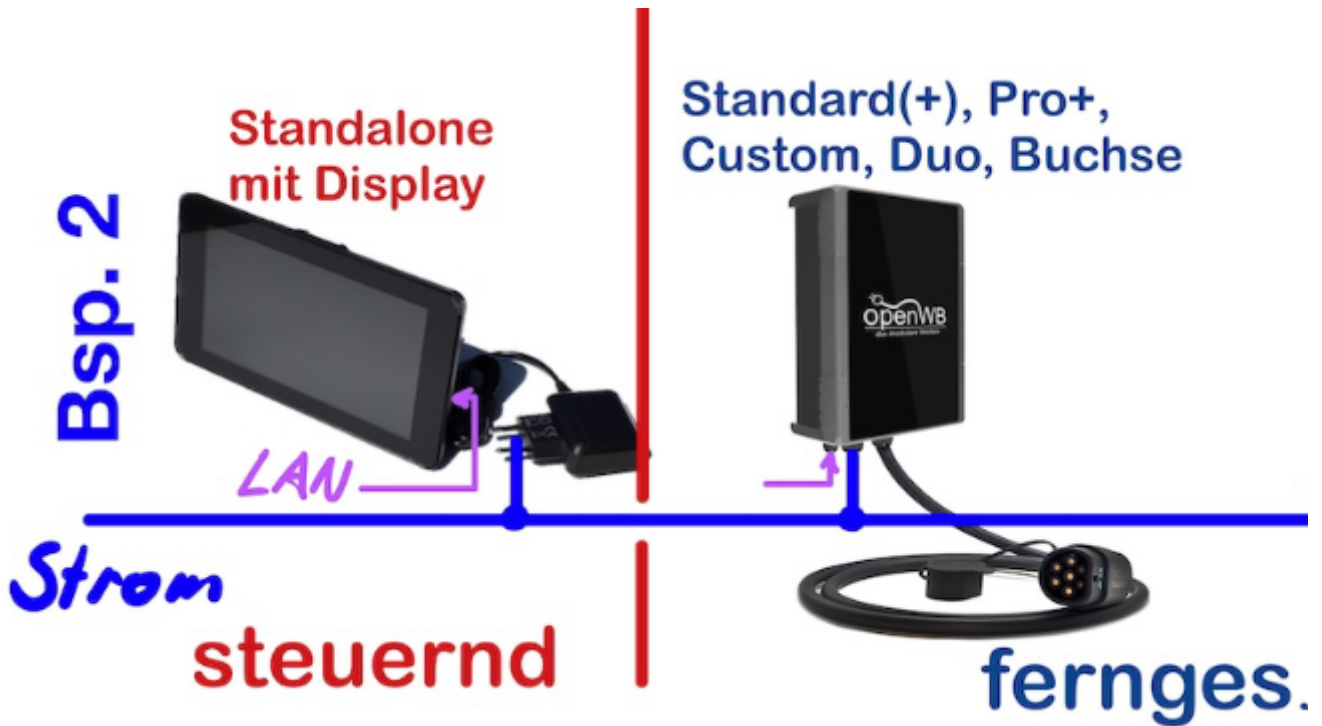 Standalone
mit Display
Standard(+), Pro+,
Custom, Duo, Buchse
Bsp. 2
openWB
LAN
Strom
steuernd
fernges.